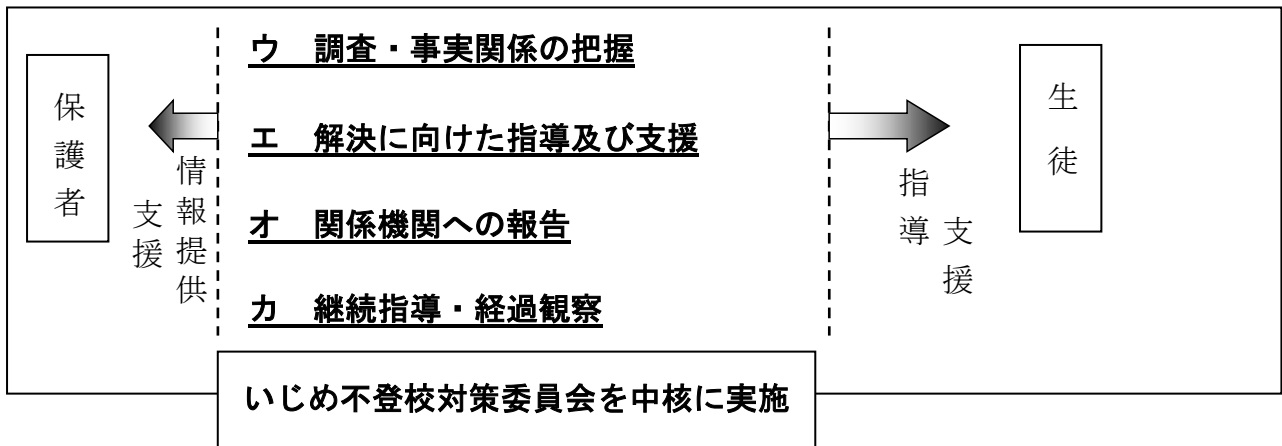 保護者
情報提供
支援
ウ 調査・事実関係の把握
エ 解決に向けた指導及び支援
オ 関係機関への報告
カ 継続指導・経過観察
指導
支援
生徒
いじめ不登校対策委員会を中核に実施